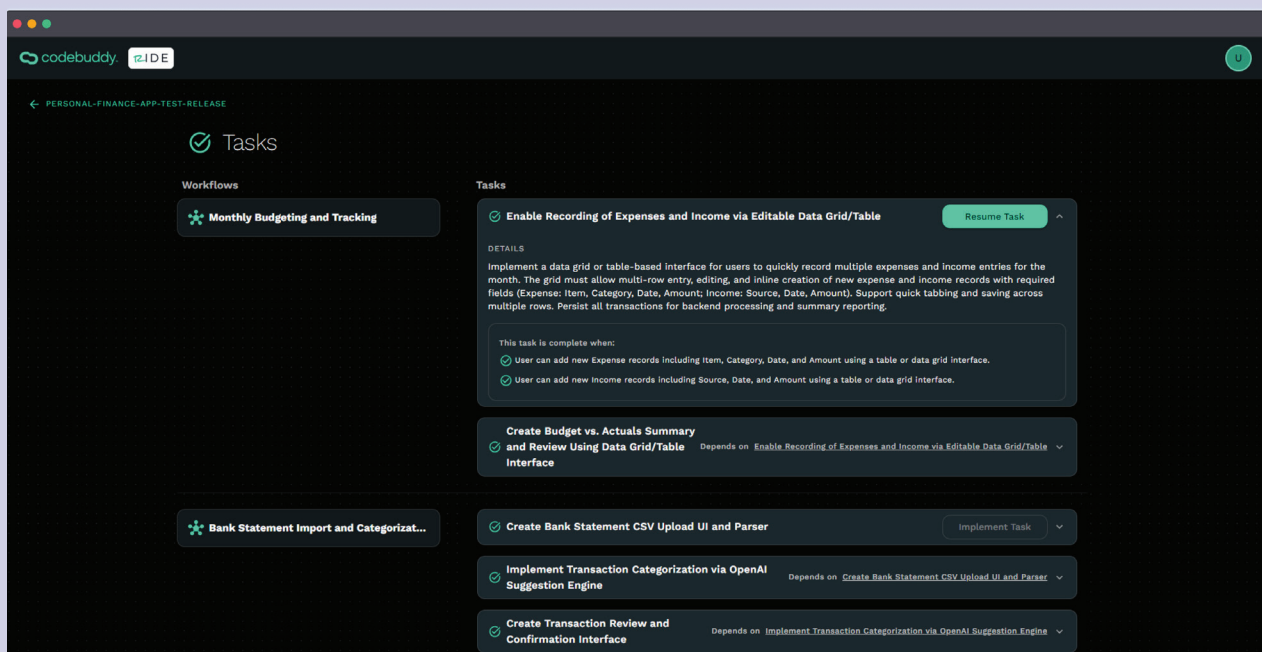 codebuddy. RIDE
U
PERSONAL-FINANCE-APP-TEST-RELEASE
Tasks
Workflows
Tasks
Monthly Budgeting and Tracking
Enable Recording of Expenses and Income via Editable Data Grid/Table
Resume Task
DETAILS
Implement a data grid or table-based interface for users to quickly record multiple expenses and income entries for the
month. The grid must allow multi-row entry, editing, and inline creation of new expense and income records with required
fields (Expense: Item, Category, Date, Amount; Income: Source, Date, Amount). Support quick tabbing and saving across
multiple rows. Persist all transactions for backend processing and summary reporting.
This task is complete when:
User can add new Expense records including Item, Category, Date, and Amount using a table or data grid interface.
User can add new Income records including Source, Date, and Amount using a table or data grid interface.
Create Budget vs. Actuals Summary
and Review Using Data Grid/Table
Interface
Depends on Enable Recording of Expenses and Income via Editable Data Grid/Table
Bank Statement Import and Categorizat...
Create Bank Statement CSV Upload UI and Parser
Implement Task
Implement Transaction Categorization via OpenAI
Suggestion Engine
Depends on Create Bank Statement CSV Upload UI and Parser
Create Transaction Review and
Confirmation Interface
Depends on Implement Transaction Categorization via OpenAI Suggestion Engine